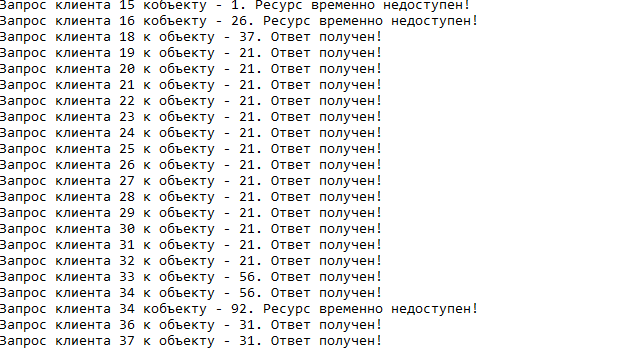 Запрос клиента 15 кобъекту - 1. Ресурс временно недоступен!
Запрос клиента 16 кобъекту - 26. Ресурс временно недоступен!
Запрос клиента 18 к объекту - 37. Ответ получен!
Запрос клиента 19 к объекту - 21. Ответ получен!
Запрос клиента 20 к объекту - 21. Ответ получен!
Запрос клиента 21 к объекту - 21. Ответ получен!
Запрос клиента 22 к объекту - 21. Ответ получен!
Запрос клиента 23 к объекту - 21. Ответ получен!
Запрос клиента 24 к объекту - 21. Ответ получен!
Запрос клиента 25 к объекту - 21. Ответ получен!
Запрос клиента 26 к объекту - 21. Ответ получен!
Запрос клиента 27 к объекту - 21. Ответ получен!
Запрос клиента 28 к объекту - 21. Ответ получен!
Запрос клиента 29 к объекту - 21. Ответ получен!
Запрос клиента 30 к объекту - 21. Ответ получен!
Запрос клиента 31 к объекту - 21. Ответ получен!
Запрос клиента 32 к объекту - 21. Ответ получен!
Запрос клиента 33 к объекту - 56. Ответ получен!
Запрос клиента 34 к объекту - 56. Ответ получен!
Запрос клиента 34 кобъекту - 92. Ресурс временно недоступен!
Запрос клиента 36 к объекту - 31. Ответ получен!
Запрос клиента 37 к объекту - 31. Ответ получен!